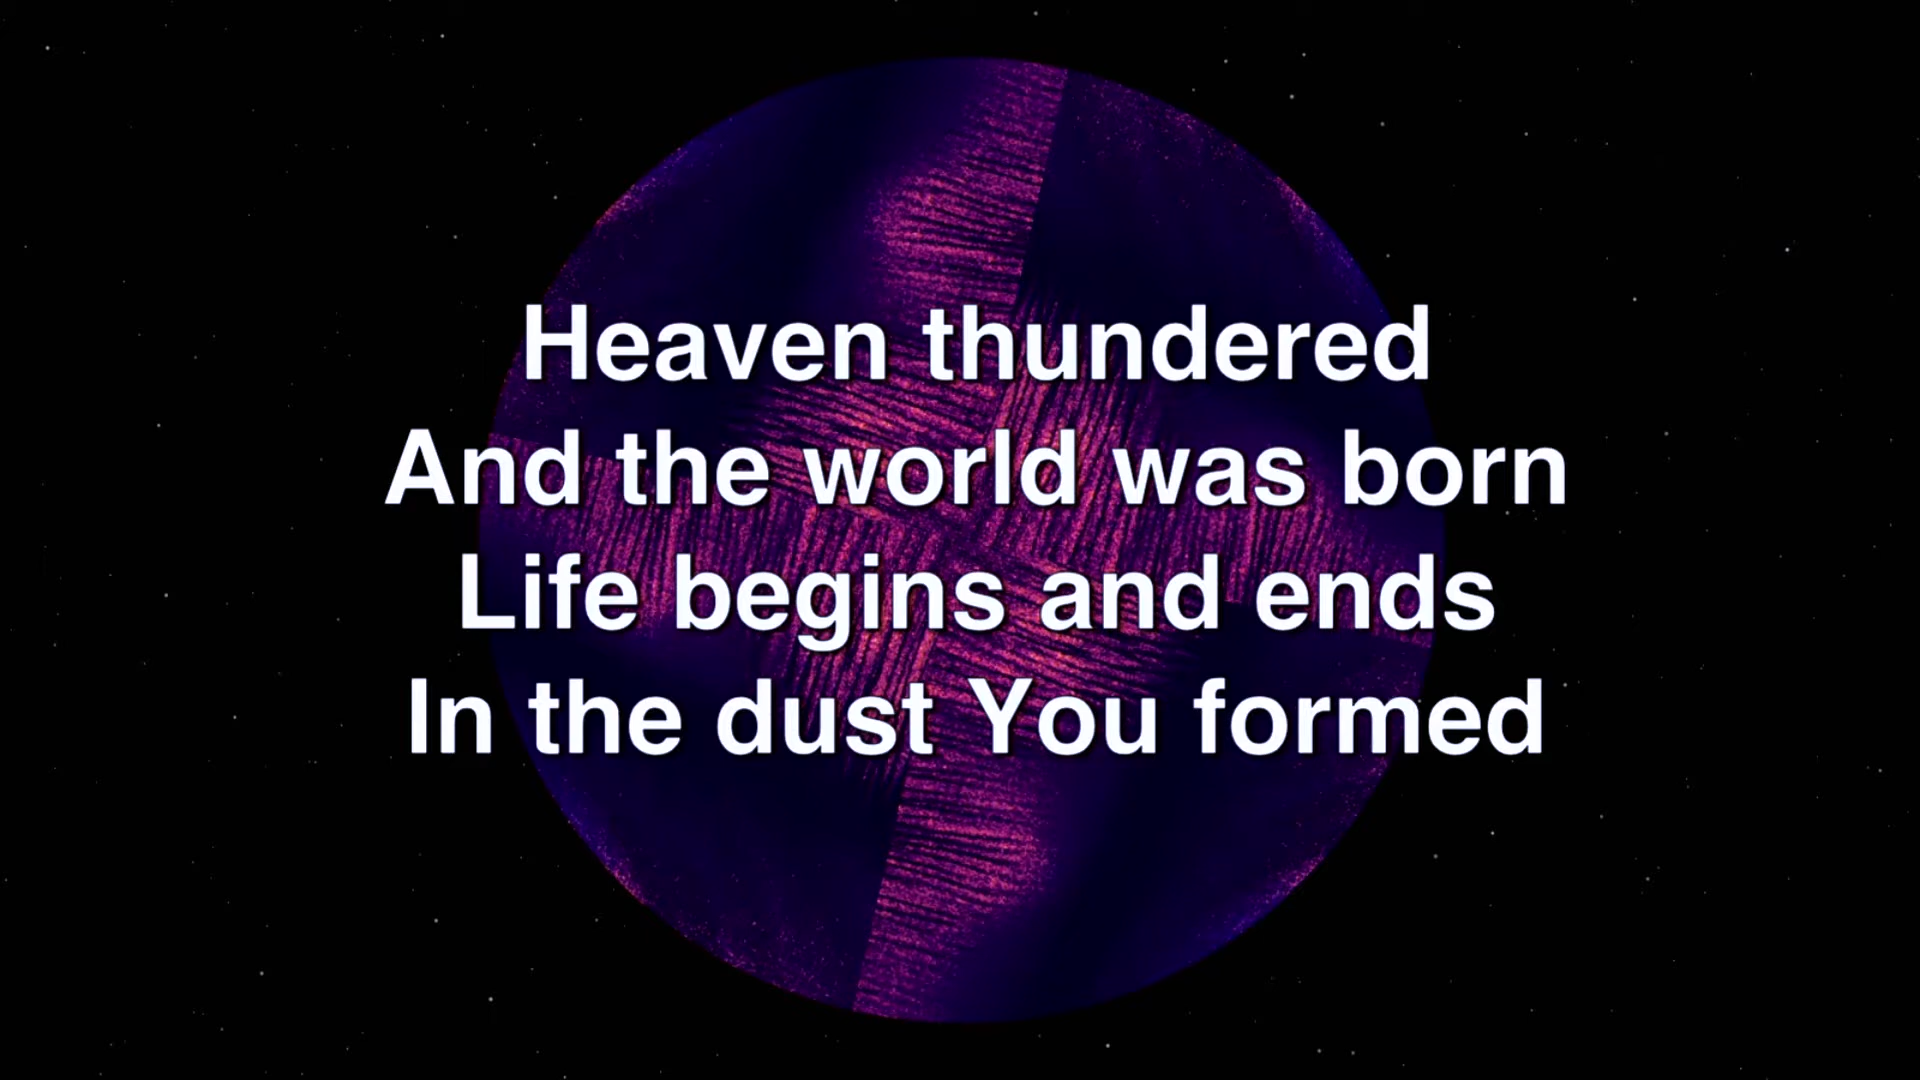 Heaven thundered
And the world was born
Life begins and ends
In the dust You formed